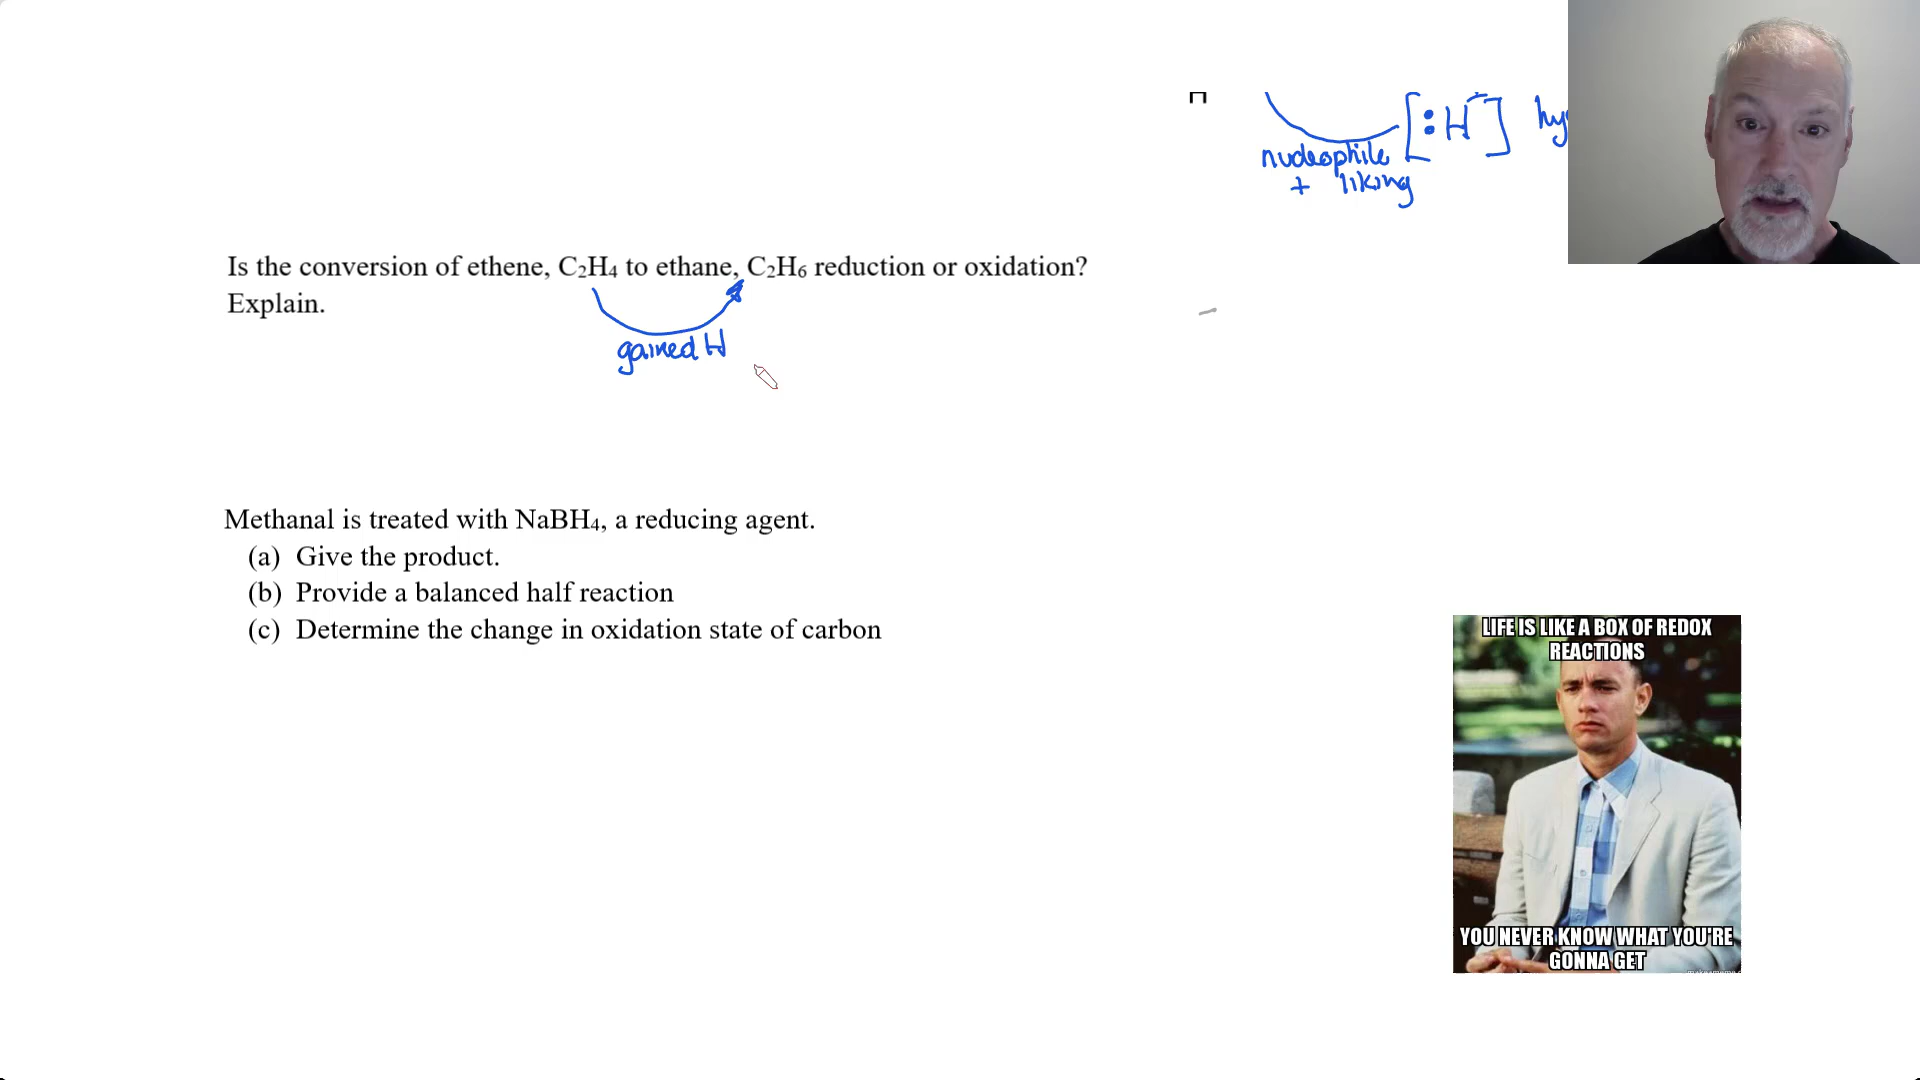 [:H⁻]
nucleophile
+ liking
Is the conversion of ethene, C₂H₄ to ethane, C₂H₆ reduction or oxidation?
Explain.
gained H
Methanal is treated with NaBH₄, a reducing agent.
(a) Give the product.
(b) Provide a balanced half reaction
(c) Determine the change in oxidation state of carbon
LIFE IS LIKE A BOX OF REDOX
REACTIONS
YOU NEVER KNOW WHAT YOU'RE
GONNA GET